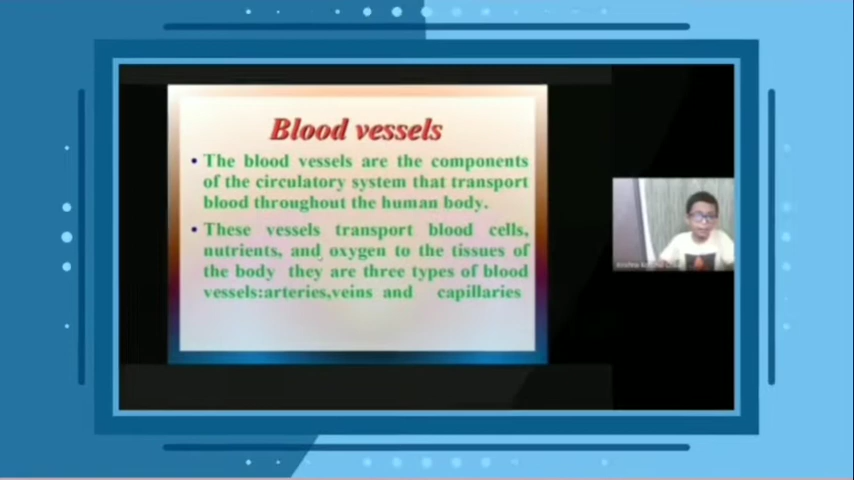 Blood vessels
• The blood vessels are the components
of the circulatory system that transport
blood throughout the human body.
• These vessels transport blood cells,
nutrients, and oxygen to the tissues of
the body they are three types of blood
vessels:arteries,veins and capillaries